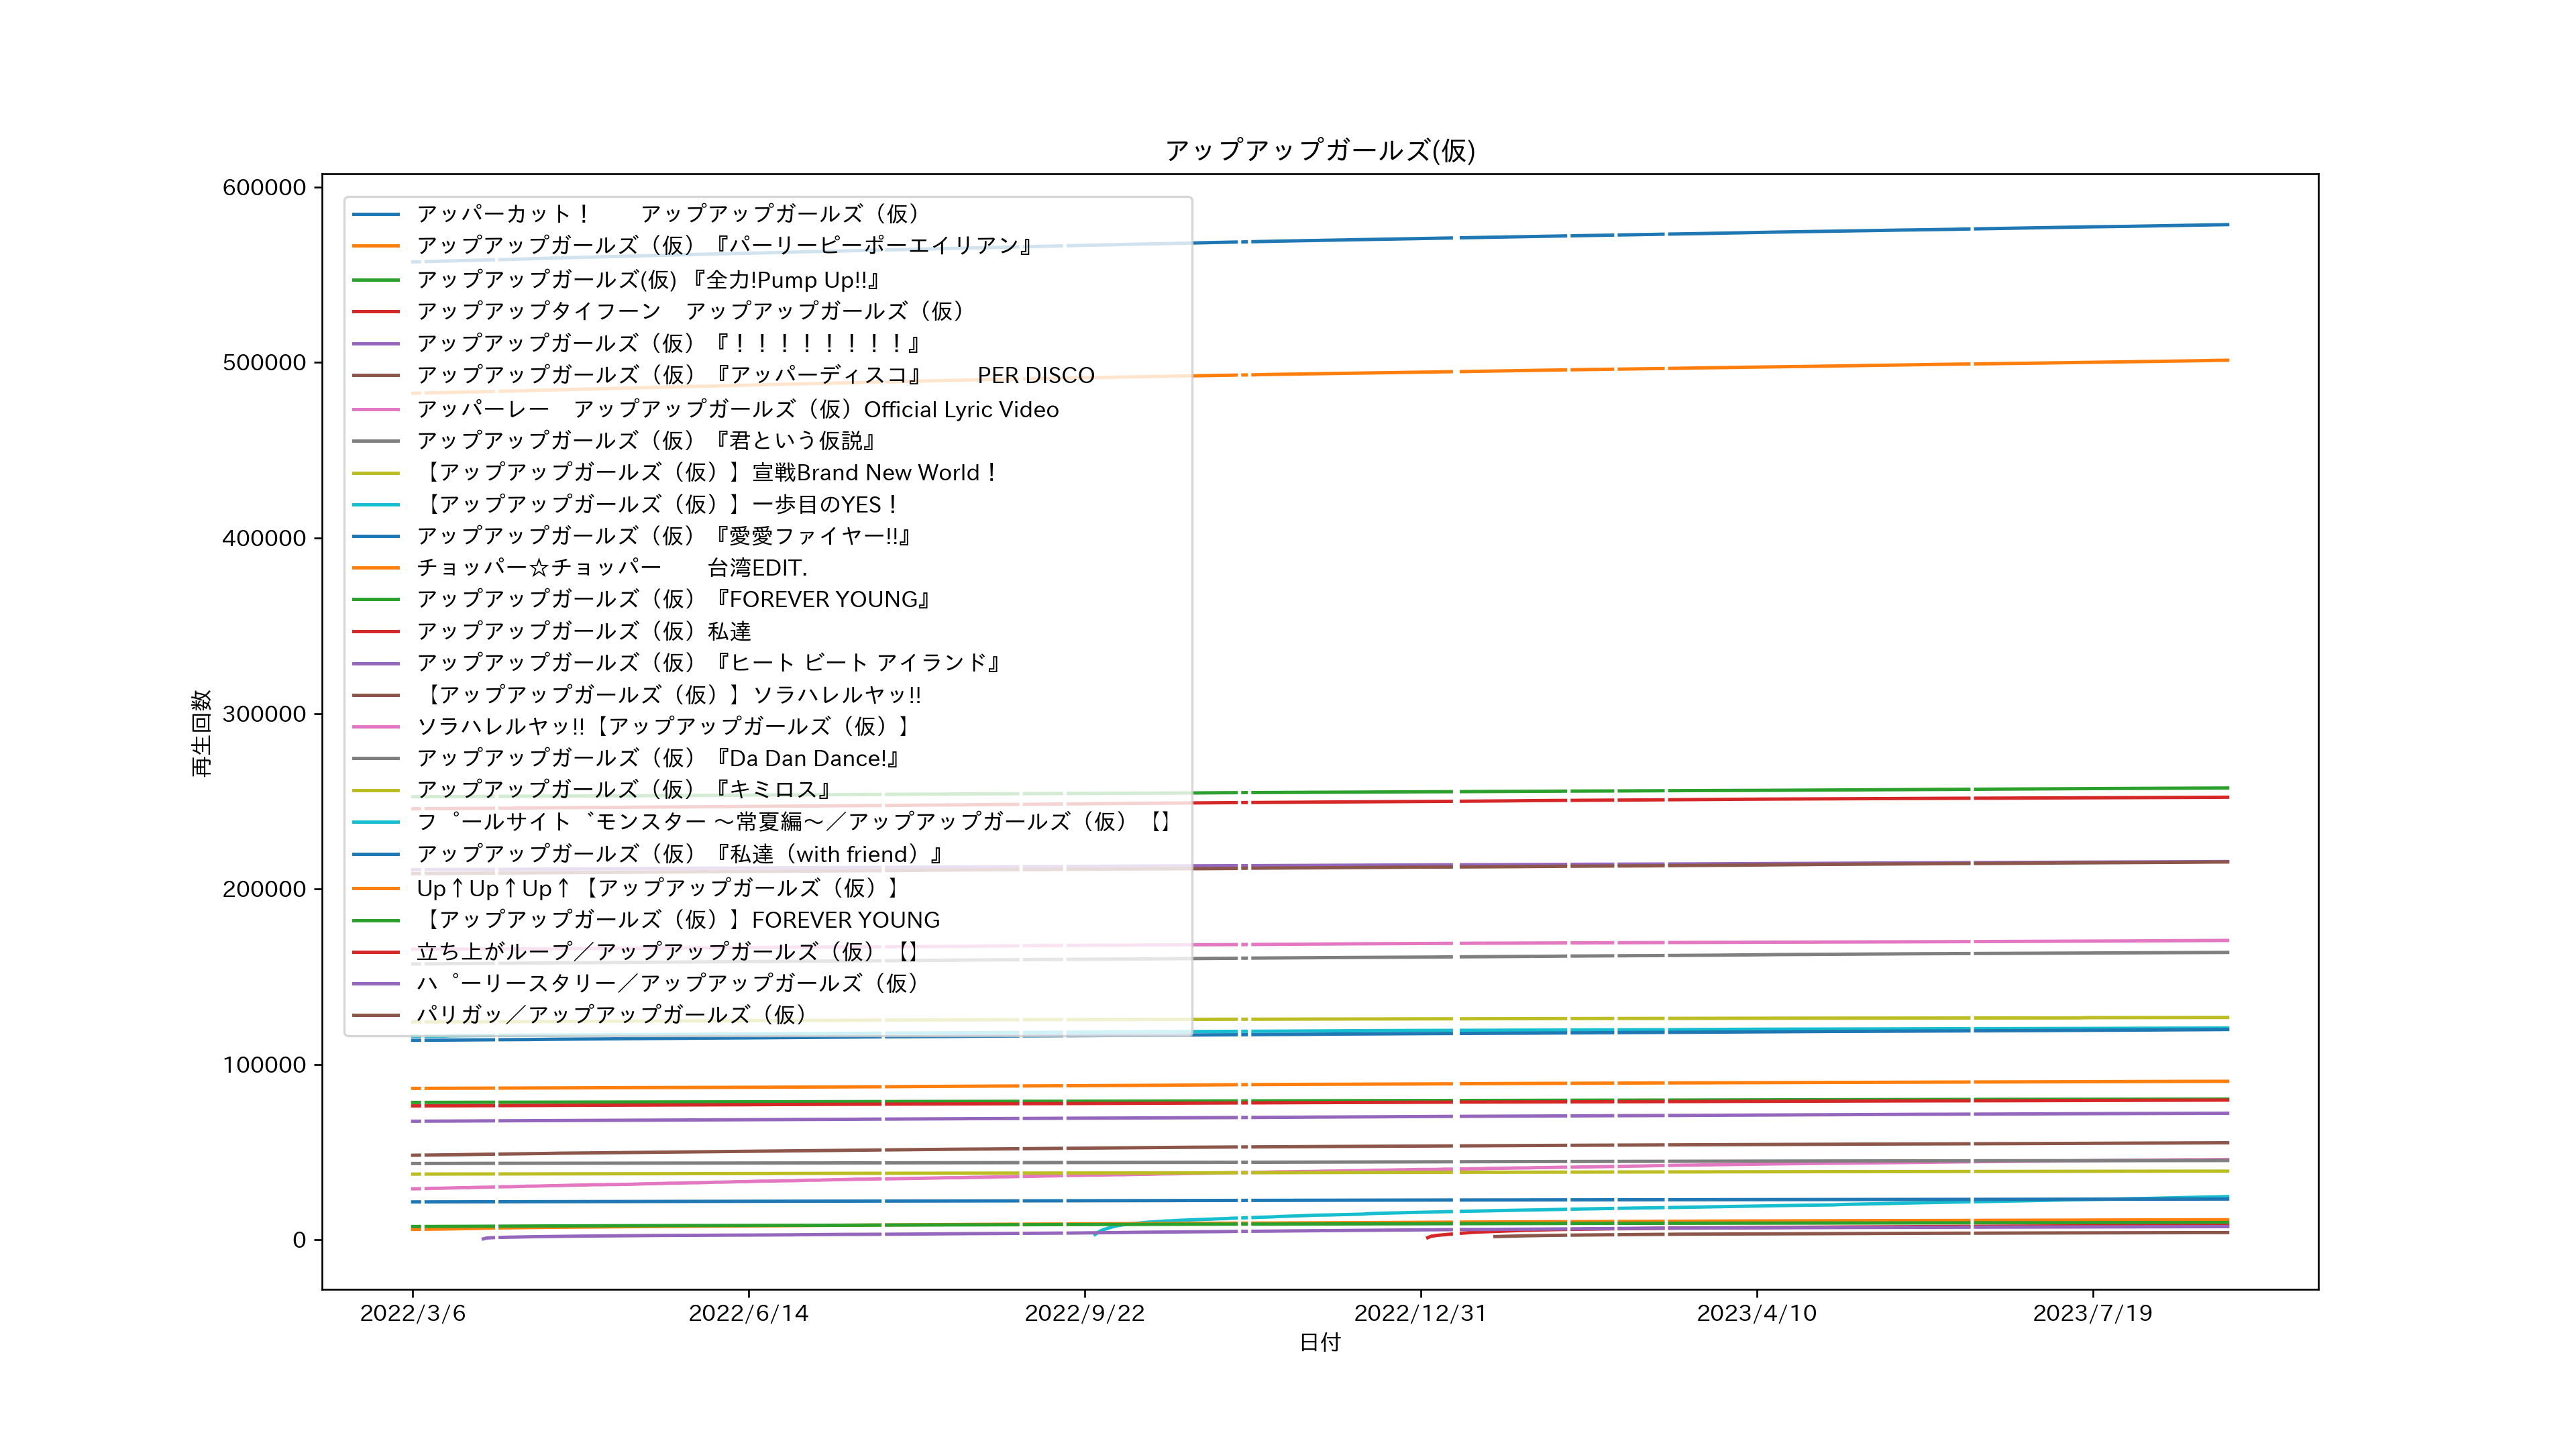 アップアップガールズ(仮)
600000
500000
400000
300000
200000
100000
0
再生回数
アッパーカット！　　アップアップガールズ（仮）
アップアップガールズ（仮）『パーリーピーポーエイリアン』
アップアップガールズ(仮) 『全力!Pump Up!!』
アップアップタイフーン　アップアップガールズ（仮）
アップアップガールズ（仮）『！！！！！！！！』
アップアップガールズ（仮）『アッパーディスコ』　　PER DISCO
アッパーレー　アップアップガールズ（仮）Official Lyric Video
アップアップガールズ（仮）『君という仮説』
【アップアップガールズ（仮）】宣戦Brand New World！
【アップアップガールズ（仮）】一歩目のYES！
アップアップガールズ（仮）『愛愛ファイヤー!!』
チョッパー☆チョッパー　　台湾EDIT.
アップアップガールズ（仮）『FOREVER YOUNG』
アップアップガールズ（仮）私達
アップアップガールズ（仮）『ヒート ビート アイランド』
【アップアップガールズ（仮）】ソラハレルヤッ!!
ソラハレルヤッ!!【アップアップガールズ（仮）】
アップアップガールズ（仮）『Da Dan Dance!』
アップアップガールズ（仮）『キミロス』
フ゜ールサイト゛モンスター ～常夏編～／アップアップガールズ（仮）【】
アップアップガールズ（仮）『私達（with friend）』
Up↑Up↑Up↑【アップアップガールズ（仮）】
【アップアップガールズ（仮）】FOREVER YOUNG
立ち上がループ／アップアップガールズ（仮）【】
ハ゜ーリースタリー／アップアップガールズ（仮）
パリガッ／アップアップガールズ（仮）
2022/3/6
2022/6/14
2022/9/22
2022/12/31
2023/4/10
2023/7/19
日付